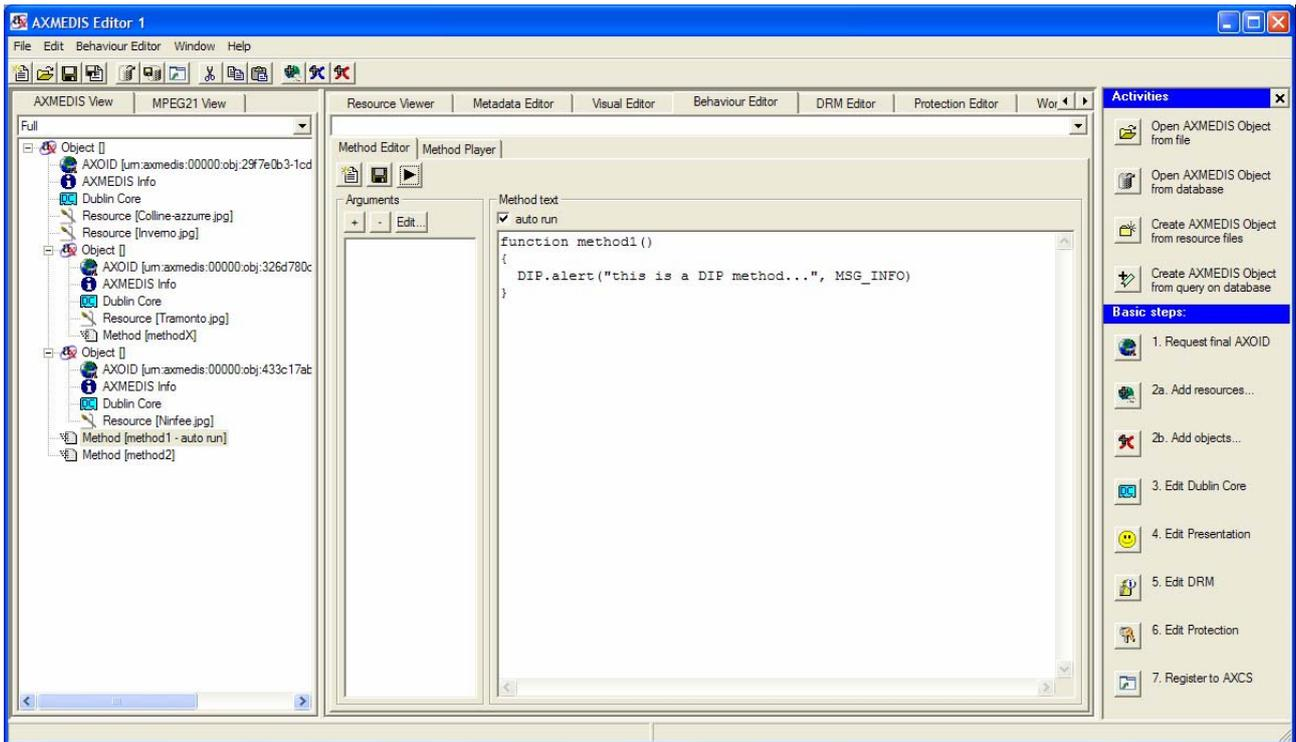 AXMEDIS Editor 1
File Edit Behaviour Editor Window Help
AXMEDIS View MPEG21 View
Full
Object []
AXOID [urn:axmedis:00000:obj:29f7e0b3-1cd
AXMEDIS Info
DC Dublin Core
Resource [Colline-azzurre.jpg]
Resource [Inverno.jpg]
Object []
AXOID [urn:axmedis:00000:obj:326d780c
AXMEDIS Info
DC Dublin Core
Resource [Tramonto.jpg]
Method [methodX]
Object []
AXOID [urn:axmedis:00000:obj:433c17ab
AXMEDIS Info
DC Dublin Core
Resource [Ninfee.jpg]
Method [method1 - auto run]
Method [method2]
Resource Viewer Metadata Editor Visual Editor Behaviour Editor DRM Editor Protection Editor Wor
Method Editor Method Player
Arguments
+ - Edit...
Method text
auto run
function method1()
{
DIP.alert("this is a DIP method...", MSG_INFO)
}
Activities
Open AXMEDIS Object
from file
Open AXMEDIS Object
from database
Create AXMEDIS Object
from resource files
Create AXMEDIS Object
from query on database
Basic steps:
1. Request final AXOID
2a. Add resources...
2b. Add objects...
DC 3. Edit Dublin Core
4. Edit Presentation
5. Edit DRM
6. Edit Protection
7. Register to AXCS